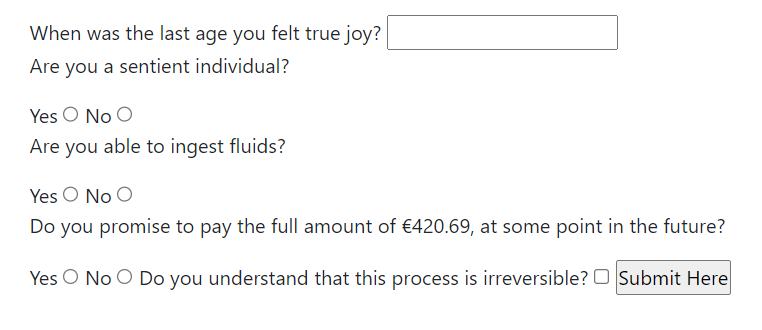 When was the last age you felt true joy?
Are you a sentient individual?
Yes No
Are you able to ingest fluids?
Yes No
Do you promise to pay the full amount of €420.69, at some point in the future?
Yes No Do you understand that this process is irreversible? Submit Here